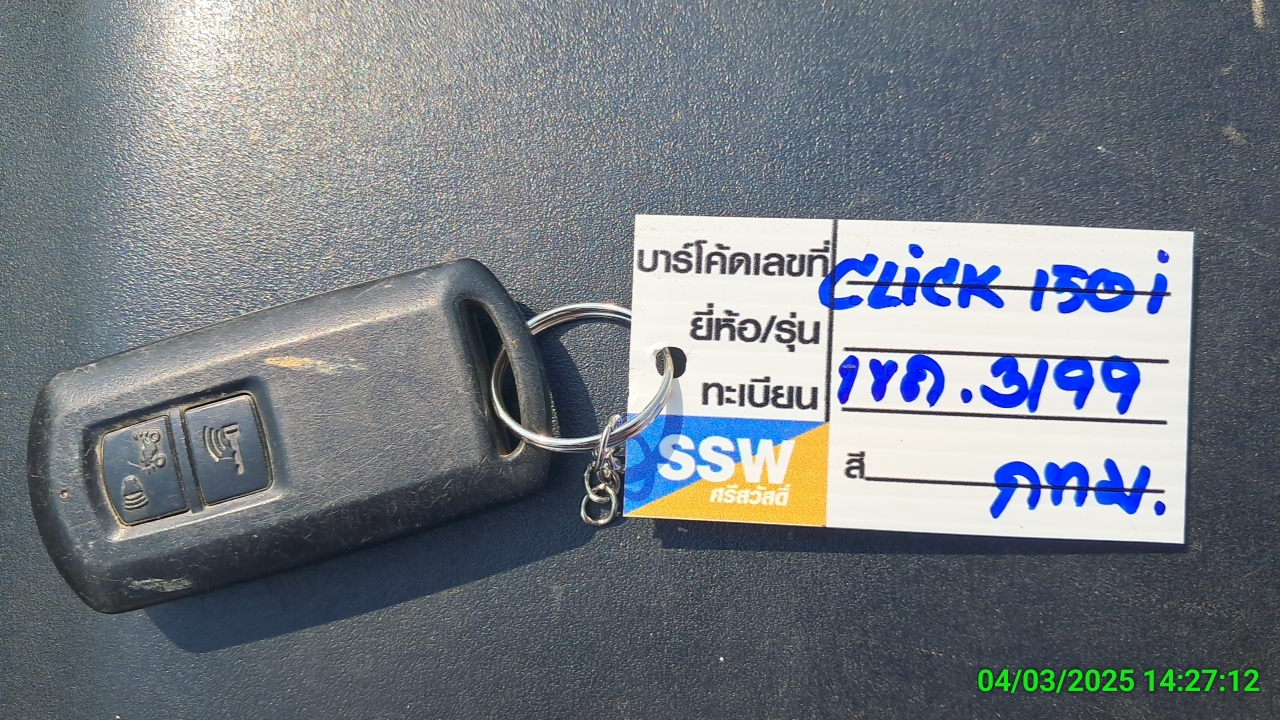 บาร์โค้ดเลขที่ CLICK 150 i
ยี่ห้อ/รุ่น
ทะเบียน 1ขก . 3199
SSW
ศรีสวัสดิ์
สี กทม.
04/03/2025 14:27:12